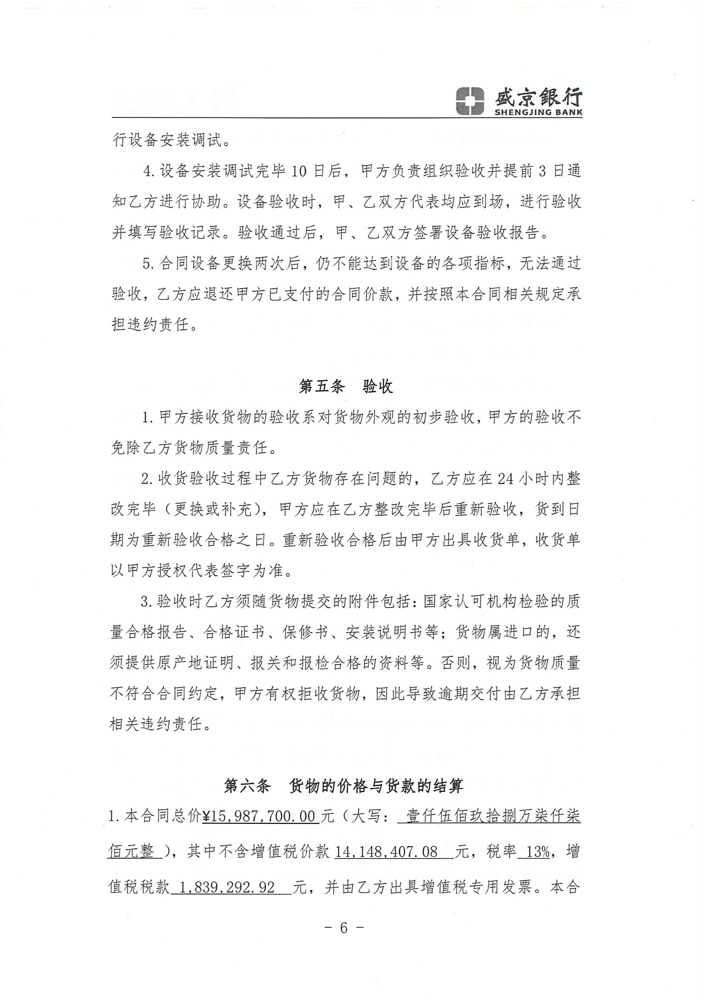 盛京銀行
SHENGJING BANK
行设备安装调试。
4.设备安装调试完毕 10 日后，甲方负责组织验收并提前 3 日通
知乙方进行协助。设备验收时，甲、乙双方代表均应到场，进行验收
并填写验收记录。验收通过后，甲、乙双方签署设备验收报告。
5.合同设备更换两次后，仍不能达到设备的各项指标，无法通过
验收，乙方应退还甲方已支付的合同价款，并按照本合同相关规定承
担违约责任。
第五条 验收
1.甲方接收货物的验收系对货物外观的初步验收，甲方的验收不
免除乙方货物质量责任。
2.收货验收过程中乙方货物存在问题的，乙方应在 24 小时内整
改完毕（更换或补充），甲方应在乙方整改完毕后重新验收，货到日
期为重新验收合格之日。重新验收合格后由甲方出具收货单，收货单
以甲方授权代表签字为准。
3.验收时乙方须随货物提交的附件包括：国家认可机构检验的质
量合格报告、合格证书、保修书、安装说明书等；货物属进口的，还
须提供原产地证明、报关和报检合格的资料等。否则，视为货物质量
不符合合同约定，甲方有权拒收货物，因此导致逾期交付由乙方承担
相关违约责任。
第六条 货物的价格与货款的结算
1.本合同总价¥15,987,700.00 元（大写： 壹仟伍佰玖拾捌万柒仟柒
佰元整 ），其中不含增值税价款 14,148,407.08 元，税率 13%，增
值税税款 1,839,292.92 元，并由乙方出具增值税专用发票。本合
- 6 -